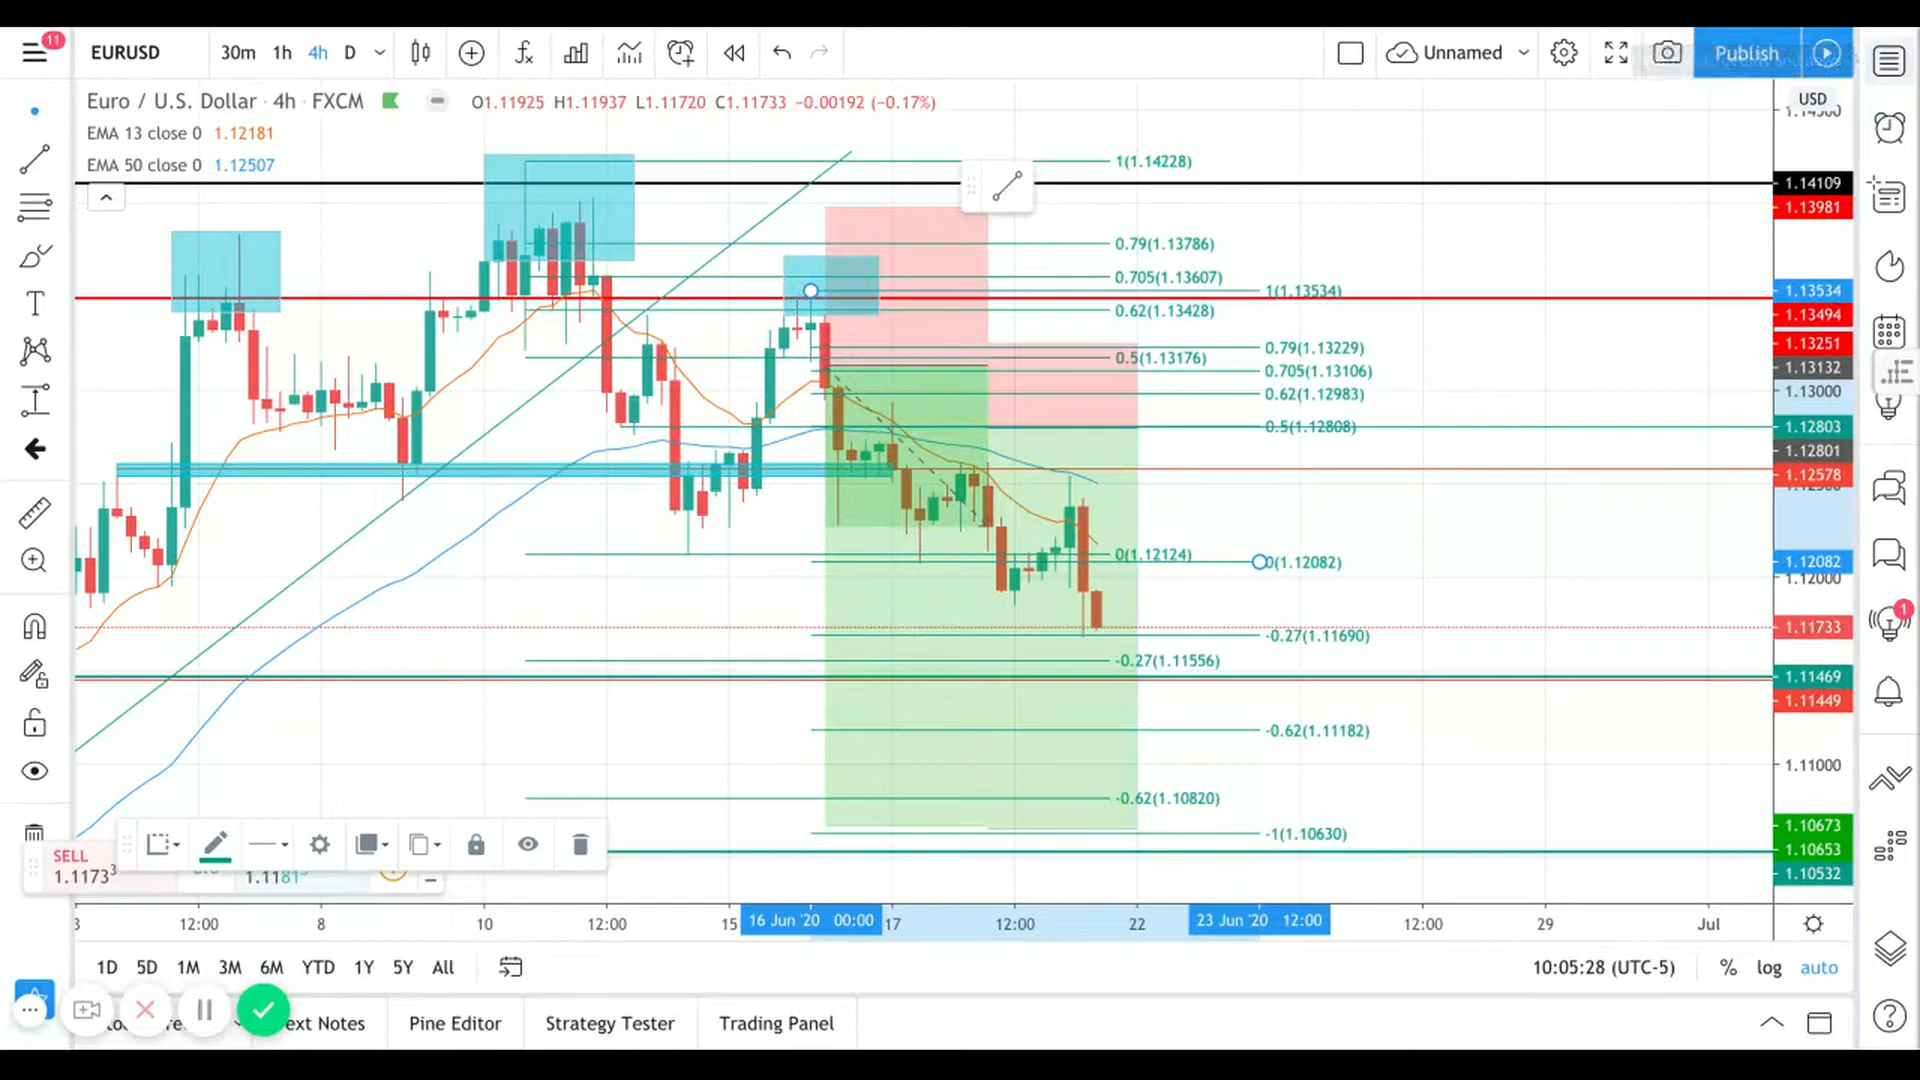 11
EURUSD
30m 1h 4h D
Unnamed
Publish
Euro / U.S. Dollar · 4h · FXCM
O1.11925 H1.11937 L1.11720 C1.11733 −0.00192 (−0.17%)
EMA 13 close 0 1.12181
EMA 50 close 0 1.12507
USD
1(1.14228)
0.79(1.13786)
0.705(1.13607)
1(1.13534)
0.62(1.13428)
0.79(1.13229)
0.5(1.13176)
0.705(1.13106)
0.62(1.12983)
0.5(1.12808)
0(1.12124)
0(1.12082)
-0.27(1.11690)
-0.27(1.11556)
-0.62(1.11182)
-0.62(1.10820)
-1(1.10630)
1.14109
1.13981
1.13534
1.13494
1.13251
1.13132
1.13000
1.12803
1.12801
1.12578
1.12082
1.12000
1.11733
1.11469
1.11449
1.11000
1.10673
1.10653
1.10532
1
SELL
1.11733
1.1181
3 12:00 8 10 12:00 15 16 Jun '20 00:00 17 12:00 22 23 Jun '20 12:00 12:00 29 Jul
1D 5D 1M 3M 6M YTD 1Y 5Y All
10:05:28 (UTC-5) % log auto
ext Notes Pine Editor Strategy Tester Trading Panel